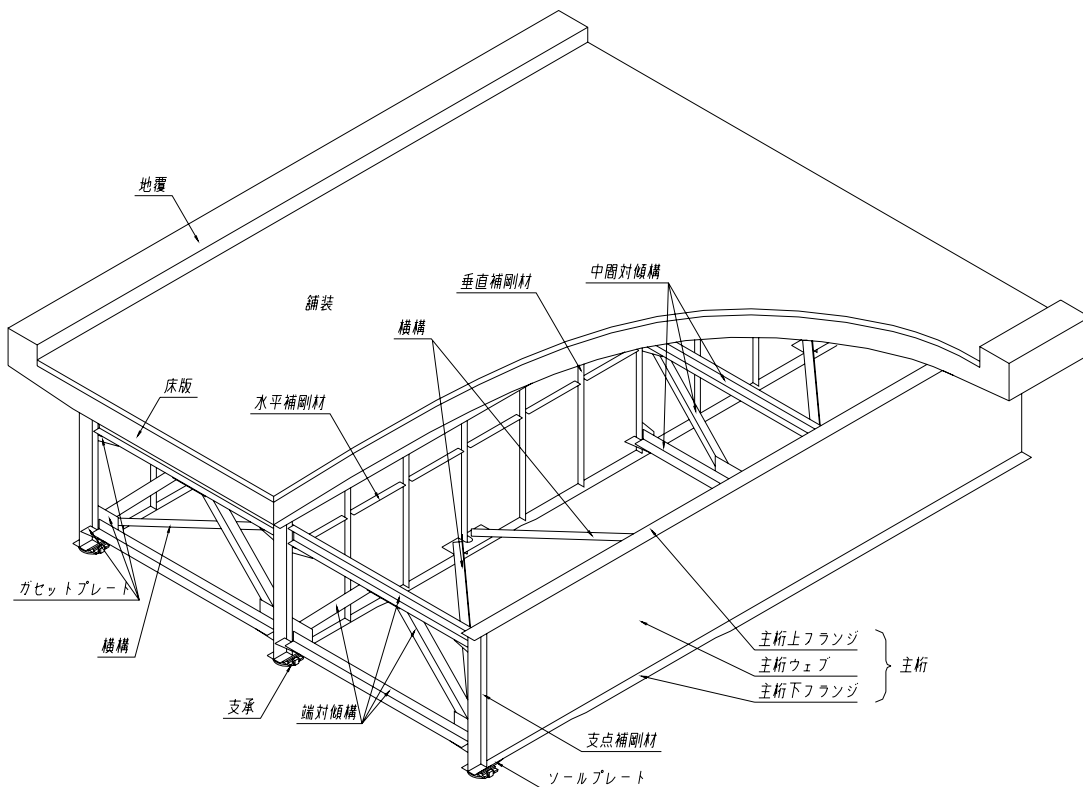 地覆
垂直補剛材
中間対傾構
舗装
横構
床版
水平補剛材
ガセットプレート
横構
主桁上フランジ
主桁ウェブ
主桁
主桁下フランジ
支承
端対傾構
支点補剛材
ソールプレート